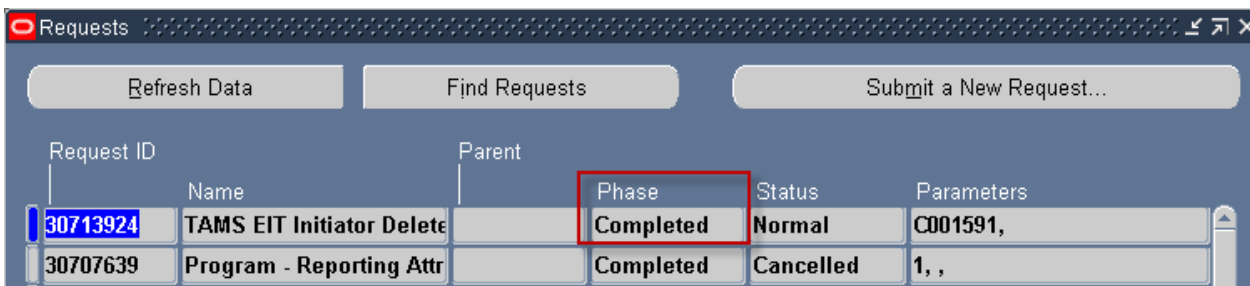 Requests
Refresh Data Find Requests Submit a New Request...
Request ID Parent
Name Phase Status Parameters
30713924 TAMS EIT Initiator Delete Completed Normal C001591,
30707639 Program - Reporting Attr Completed Cancelled 1, ,